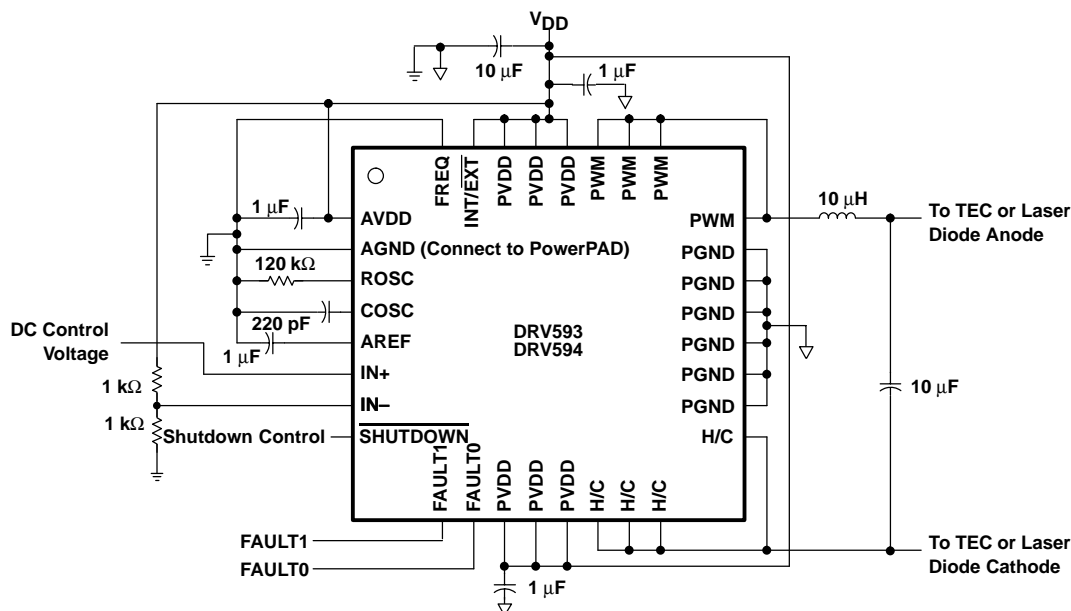 VDD
10 μF
1 μF
FREQ
INT/EXT
PVDD
PVDD
PVDD
PWM
PWM
PWM
1 μF
AVDD
AGND (Connect to PowerPAD)
120 kΩ
ROSC
COSC
220 pF
AREF
1 μF
DC Control
Voltage
IN+
1 kΩ
IN–
1 kΩ
Shutdown Control
SHUTDOWN
DRV593
DRV594
PWM
PGND
PGND
PGND
PGND
PGND
PGND
H/C
10 μH
To TEC or Laser
Diode Anode
10 μF
FAULT1
FAULT0
PVDD
PVDD
PVDD
H/C
H/C
H/C
FAULT1
FAULT0
1 μF
To TEC or Laser
Diode Cathode